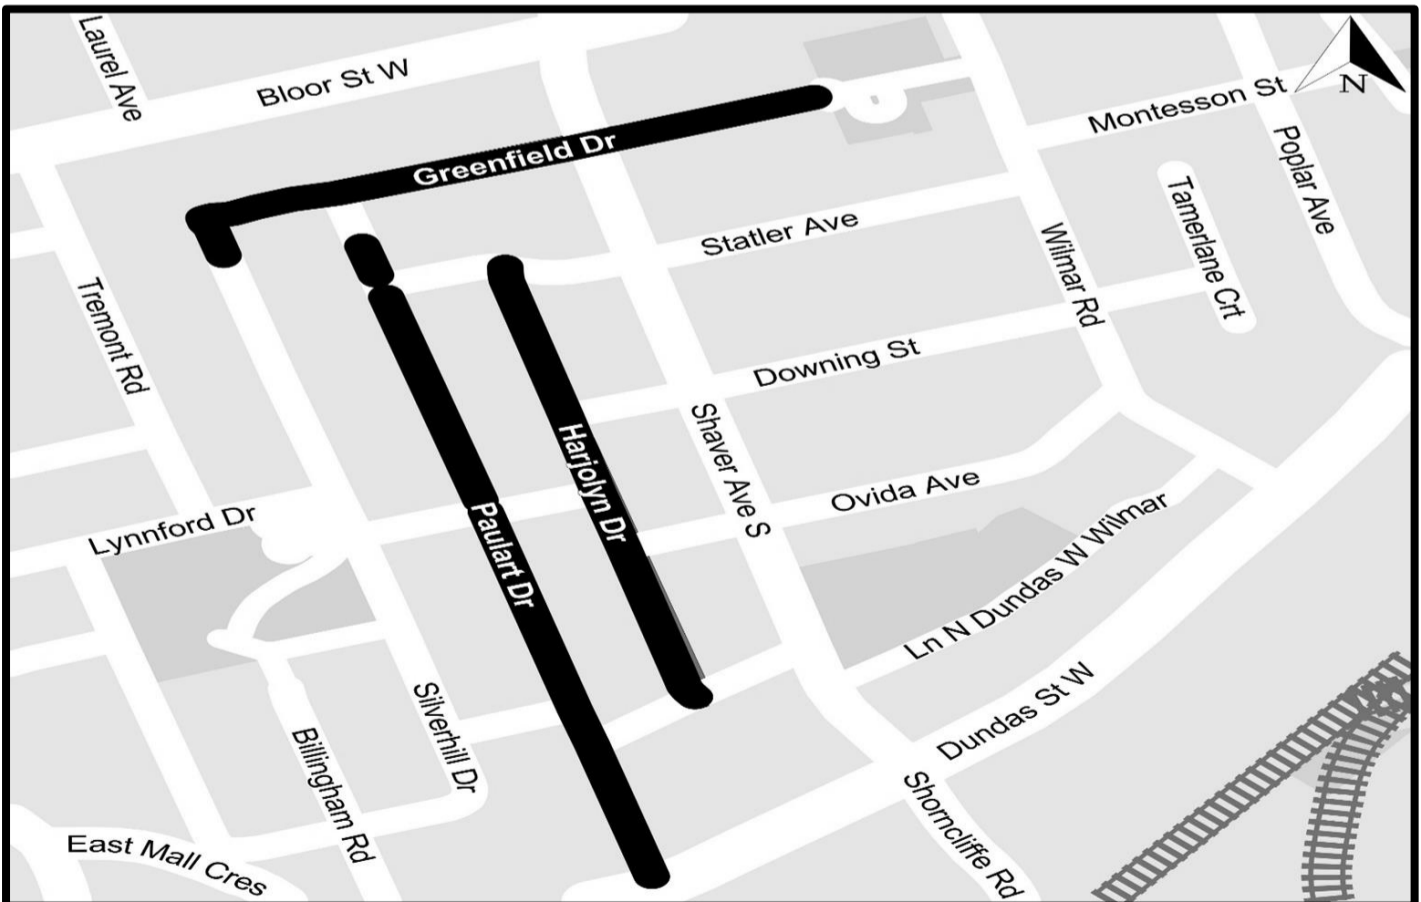 Laurel Ave
Bloor St W
N
Montesson St
Greenfield Dr
Poplar Ave
Tamerlane Crt
Statler Ave
Wilmar Rd
Tremont Rd
Downing St
Shaver Ave S
Harjolyn Dr
Ovida Ave
Ln N Dundas W Wilmar
Paulart Dr
Lynnford Dr
Dundas St W
Silverhill Dr
Billingham Rd
Shorncliffe Rd
East Mall Cres